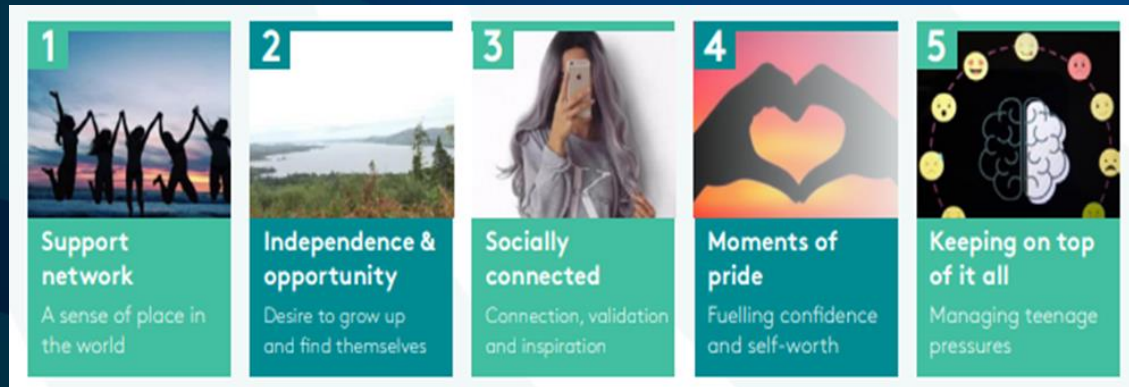 1
Support
network
A sense of place in
the world
2
Independence &
opportunity
Desire to grow up
and find themselves
3
Socially
connected
Connection, validation
and inspiration
4
Moments of
pride
Fuelling confidence
and self-worth
5
Keeping on top
of it all
Managing teenage
pressures